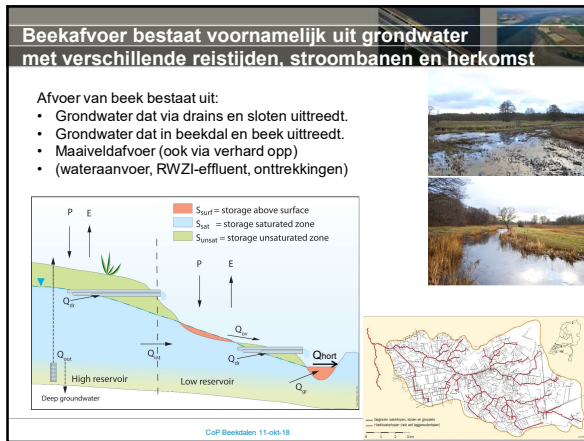 Beekafvoer bestaat voornamelijk uit grondwater
met verschillende reistijden, stroombanen en herkomst
Afvoer van beek bestaat uit:
• Grondwater dat via drains en sloten uittreedt.
• Grondwater dat in beekdal en beek uittreedt.
• Maaiveldafvoer (ook via verhard opp)
• (wateraanvoer, RWZI-effluent, onttrekkingen)
Ssurf = storage above surface
Ssat = storage saturated zone
Sunsat = storage unsaturated zone
P E
P E
Qdr
Qov
Qout
Qint
Qdr
Qhort
Qgr
High reservoir
Low reservoir
Deep groundwater
CoP Beekdalen 11-okt-18